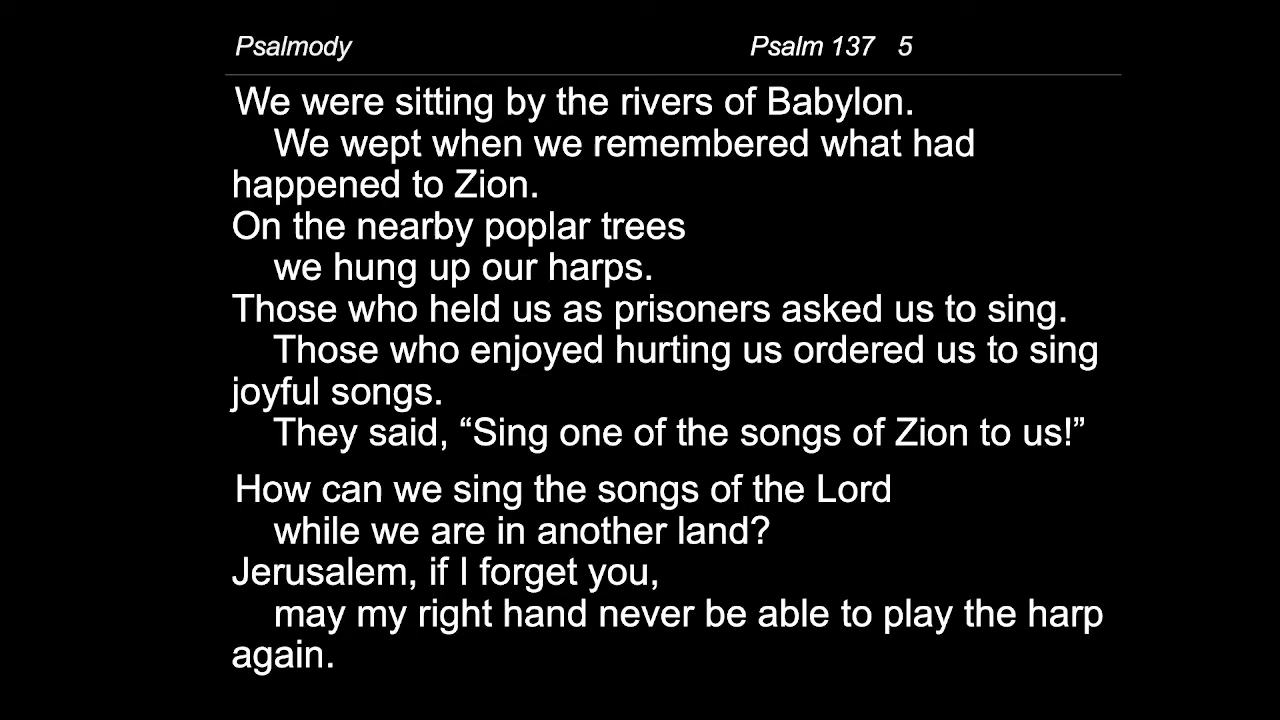 Psalmody Psalm 137 5
We were sitting by the rivers of Babylon.
We wept when we remembered what had
happened to Zion.
On the nearby poplar trees
we hung up our harps.
Those who held us as prisoners asked us to sing.
Those who enjoyed hurting us ordered us to sing
joyful songs.
They said, “Sing one of the songs of Zion to us!”
How can we sing the songs of the Lord
while we are in another land?
Jerusalem, if I forget you,
may my right hand never be able to play the harp
again.